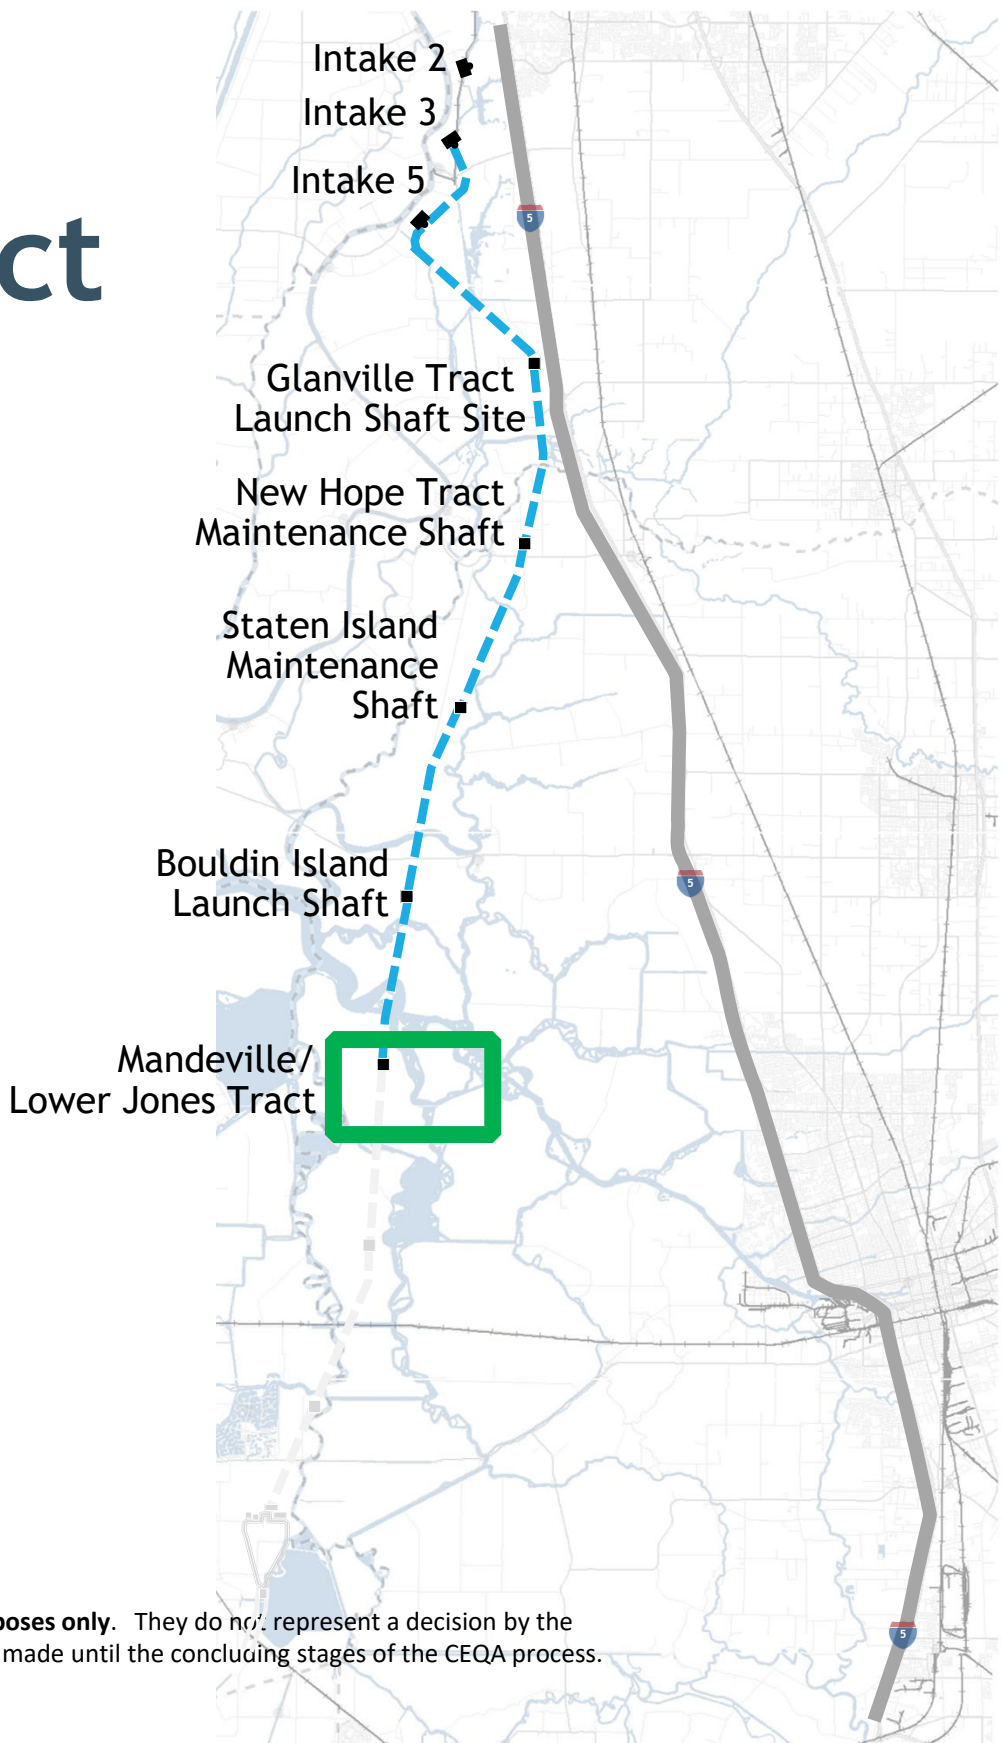 Intake 2
Intake 3
Intake 5
5
ct
Glanville Tract
Launch Shaft Site
New Hope Tract
Maintenance Shaft
Staten Island
Maintenance
Shaft
Bouldin Island
Launch Shaft
5
Mandeville/
Lower Jones Tract
poses only. They do not represent a decision by the
made until the concluding stages of the CEQA process.
5